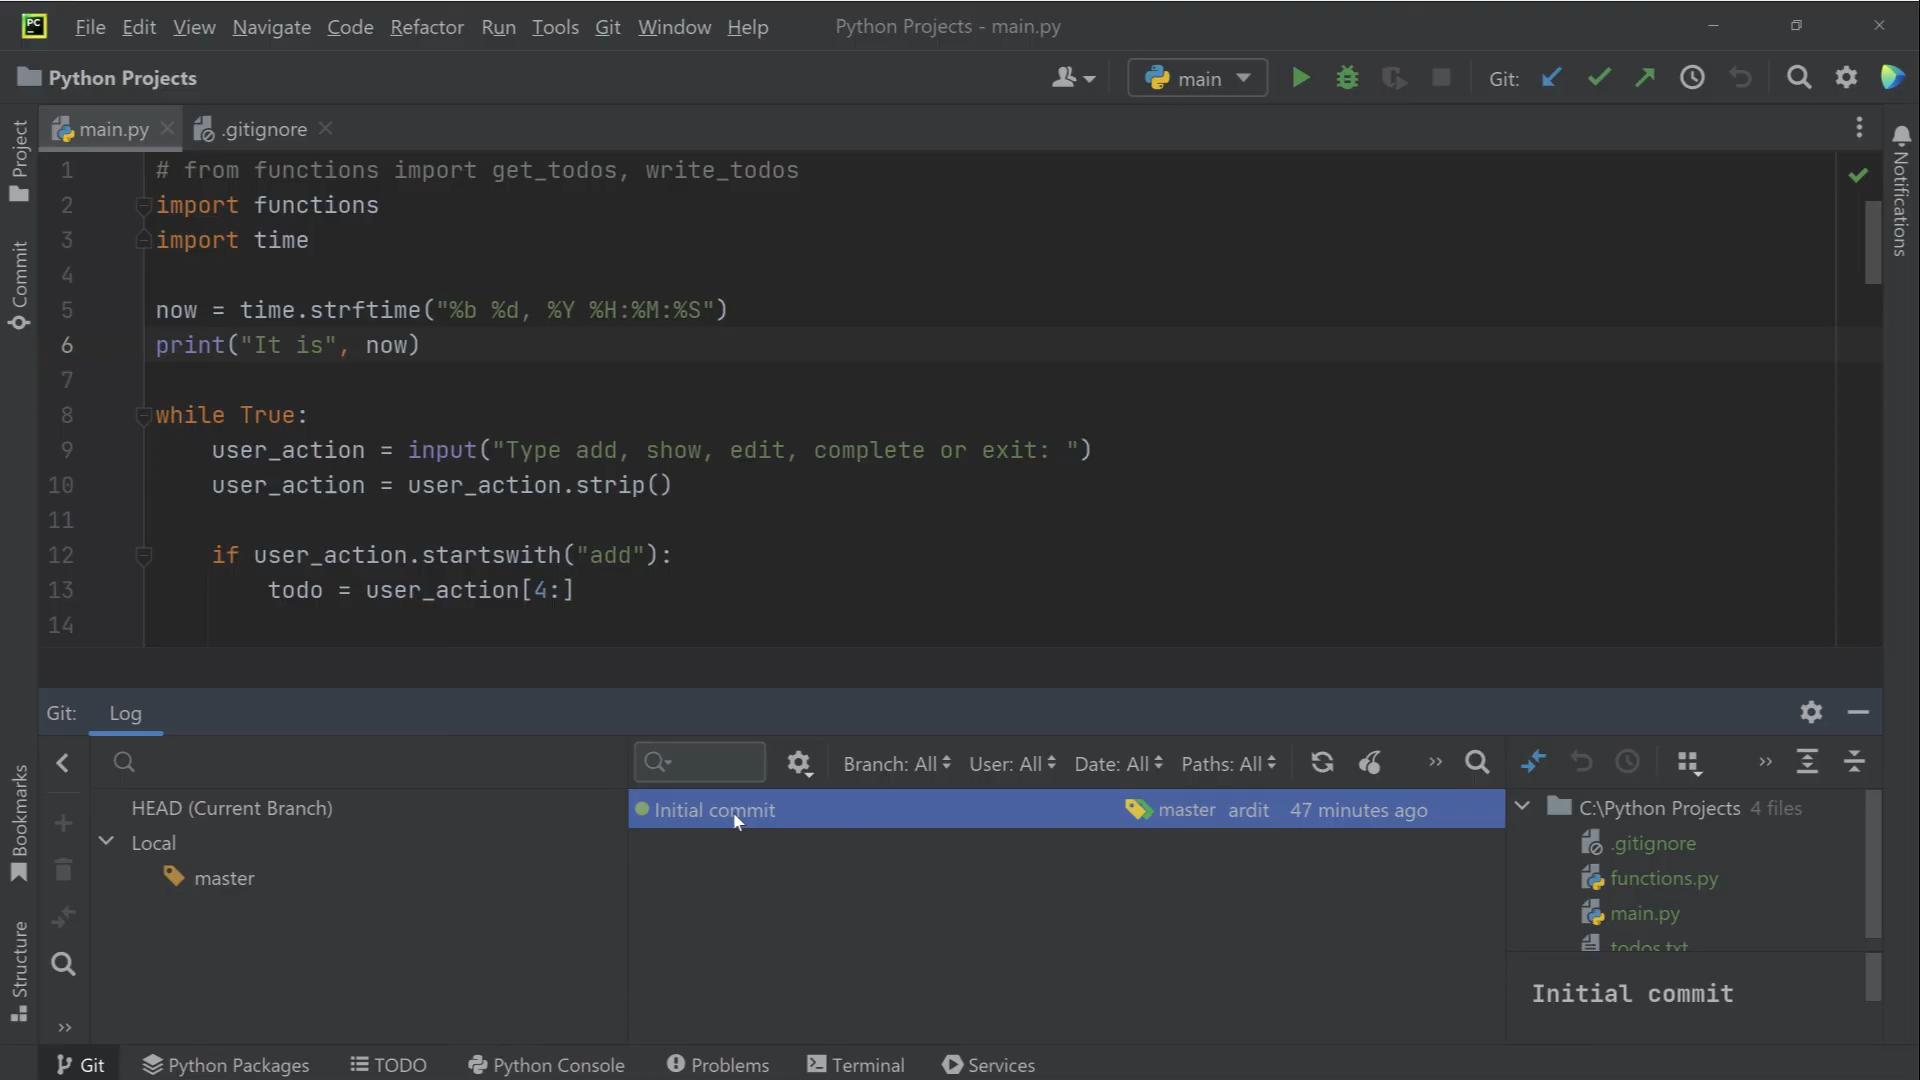 PC
File Edit View Navigate Code Refactor Run Tools Git Window Help
Python Projects - main.py
Python Projects
main
Git:
Project
Commit
Bookmarks
Structure
Notifications
main.py
.gitignore
1 # from functions import get_todos, write_todos
2 import functions
3 import time
4
5 now = time.strftime("%b %d, %Y %H:%M:%S")
6 print("It is", now)
7
8 while True:
9 user_action = input("Type add, show, edit, complete or exit: ")
10 user_action = user_action.strip()
11
12 if user_action.startswith("add"):
13 todo = user_action[4:]
14
Git: Log
Branch: All User: All Date: All Paths: All
HEAD (Current Branch)
Local
master
Initial commit master ardit 47 minutes ago
C:\Python Projects 4 files
.gitignore
functions.py
main.py
todos.txt
Initial commit
Git Python Packages TODO Python Console Problems Terminal Services